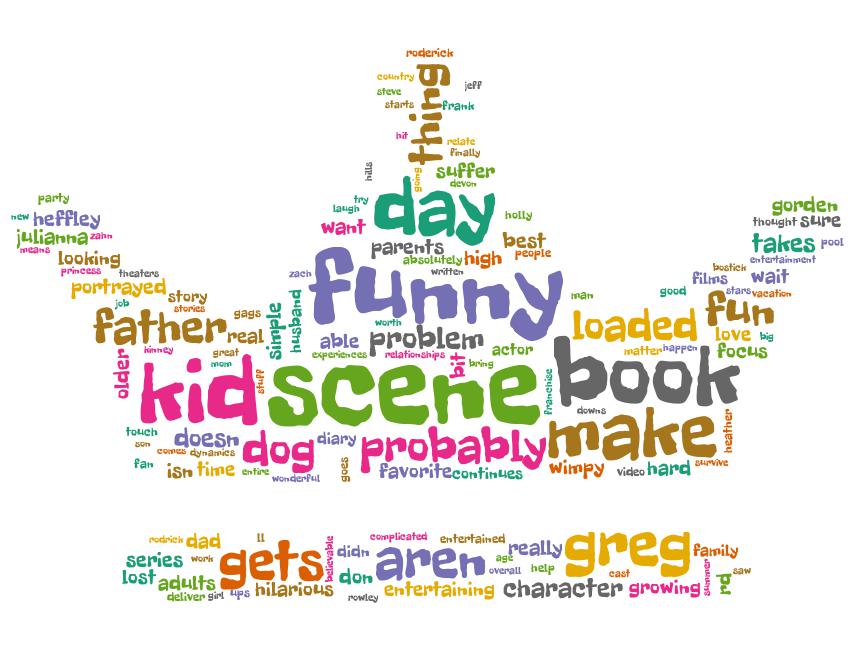 roderick
country
jeff
steve
thing
starts
frank
hit
relate
finally
hills
going
suffer
devon
party
try
day
gorden
new
heffley
laugh
holly
thought
sure
want
julianna
zahn
parents
best
takes
pool
means
absolutely
high
people
looking
entertainment
princess
theaters
zach
written
funny
bostick
films
wait
portrayed
story
man
good
stars
vacation
job
stories
simple
husband
gags
worth
loaded
fun
father
real
able
problem
love
big
kinney
great
experiences
relationships
bit
actor
matter
happen
focus
older
mom
stuff
bring
franchise
kid
scene
book
downs
make
heather
touch
doesn
dog
diary
probably
son
comes
dynamics
fan
isn
time
entire
wonderful
goes
favorite
continues
wimpy
video
hard
survive
rodrick
dad
ll
complicated
entertained
greg
series
work
gets
believable
didn
aren
really
family
age
lost
adults
don
overall
help
cast
summer
rd
saw
deliver
girl
ups
hilarious
rowley
entertaining
character
growing